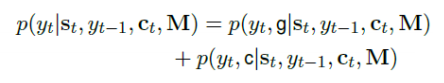 p(y_t|s_t, y_{t−1}, c_t, M) = p(y_t, g|s_t, y_{t−1}, c_t, M)
+ p(y_t, c|s_t, y_{t−1}, c_t, M)